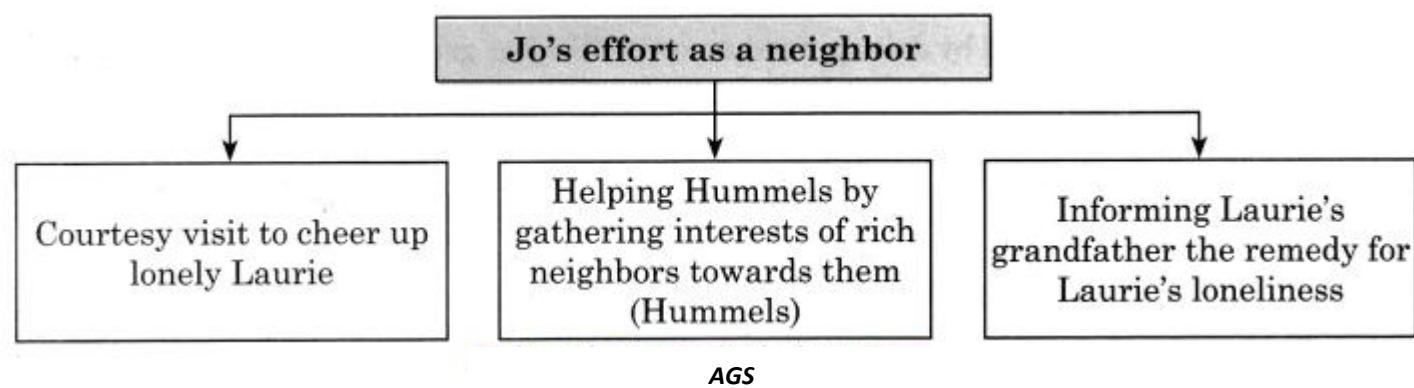 Jo's effort as a neighbor
Courtesy visit to cheer up
lonely Laurie
Helping Hummels by
gathering interests of rich
neighbors towards them
(Hummels)
Informing Laurie's
grandfather the remedy for
Laurie's loneliness
AGS